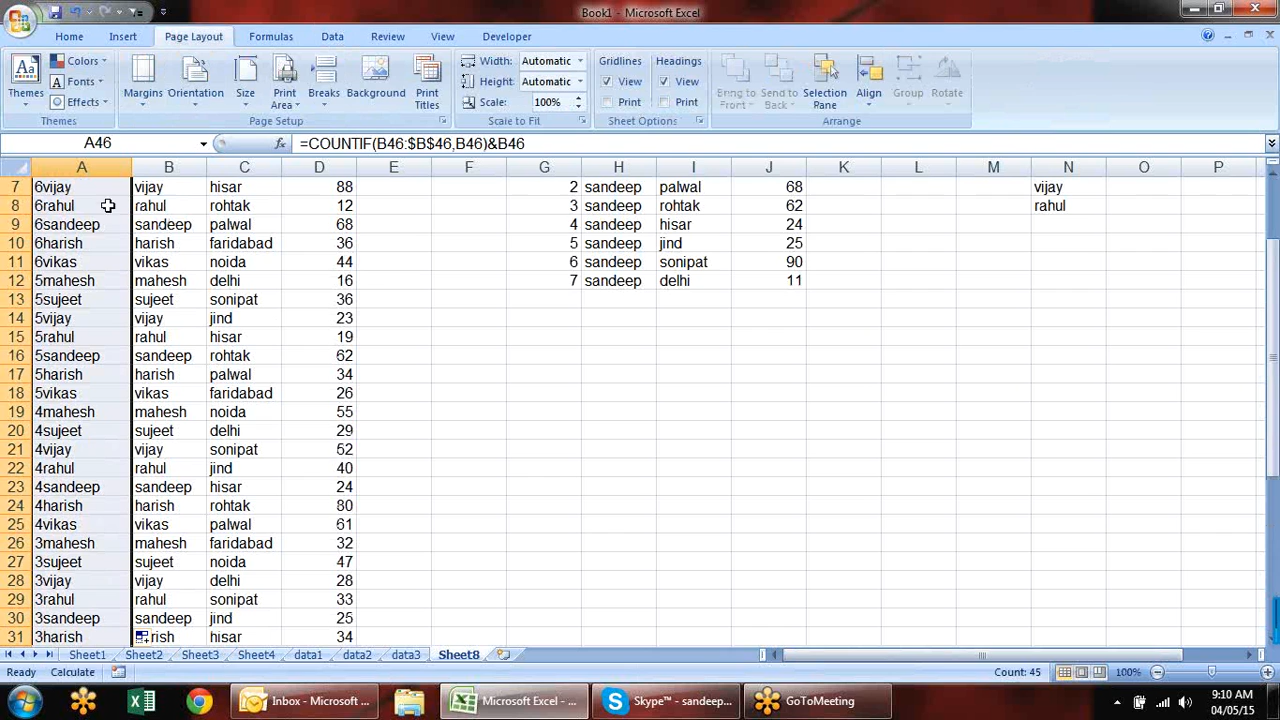 Book1 - Microsoft Excel
Home Insert Page Layout Formulas Data Review View Developer
Themes Colors Fonts Effects Margins Orientation Size Print Area Breaks Background Print Titles Width: Automatic Height: Automatic Scale: 100% Gridlines View Print Headings View Print Bring to Front Send to Back Selection Pane Align Group Rotate
Themes Page Setup Scale to Fit Sheet Options Arrange
A46 fx =COUNTIF(B46:$B$46,B46)&B46
A B C D E F G H I J K L M N O P
7 6vijay vijay hisar 88 2 sandeep palwal 68 vijay
8 6rahul rahul rohtak 12 3 sandeep rohtak 62 rahul
9 6sandeep sandeep palwal 68 4 sandeep hisar 24
10 6harish harish faridabad 36 5 sandeep jind 25
11 6vikas vikas noida 44 6 sandeep sonipat 90
12 5mahesh mahesh delhi 16 7 sandeep delhi 11
13 5sujeet sujeet sonipat 36
14 5vijay vijay jind 23
15 5rahul rahul hisar 19
16 5sandeep sandeep rohtak 62
17 5harish harish palwal 34
18 5vikas vikas faridabad 26
19 4mahesh mahesh noida 55
20 4sujeet sujeet delhi 29
21 4vijay vijay sonipat 52
22 4rahul rahul jind 40
23 4sandeep sandeep hisar 24
24 4harish harish rohtak 80
25 4vikas vikas palwal 61
26 3mahesh mahesh faridabad 32
27 3sujeet sujeet noida 47
28 3vijay vijay delhi 28
29 3rahul rahul sonipat 33
30 3sandeep sandeep jind 25
31 3harish rish hisar 34
Sheet1 Sheet2 Sheet3 Sheet4 data1 data2 data3 Sheet8
Ready Calculate Count: 45 100%
Inbox - Microsoft ... Microsoft Excel - ... Skype™ - sandeep... GoToMeeting 9:10 AM
04/05/15